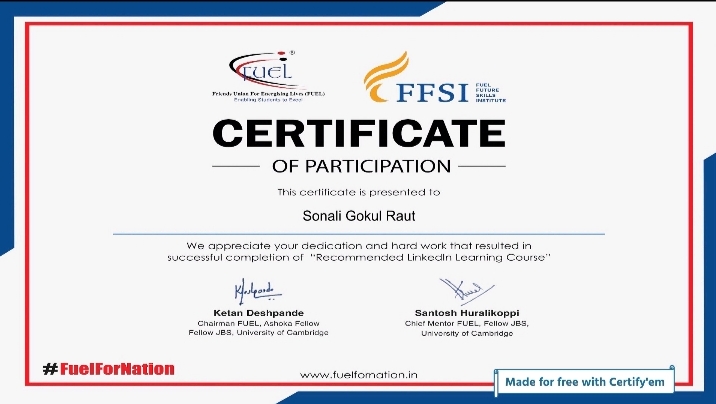 FUEL
®
Friends Union For Energising Lives (FUEL)
Enabling Students to Excel
FFSI
FUEL
FUTURE
SKILLS
INSTITUTE
CERTIFICATE
OF PARTICIPATION
This certificate is presented to
Sonali Gokul Raut
We appreciate your dedication and hard work that resulted in
successful completion of "Recommended LinkedIn Learning Course"
Ketan Deshpande
Chairman FUEL, Ashoka Fellow
Fellow JBS, University of Cambridge
Santosh Huralikoppi
Chief Mentor FUEL, Fellow JBS,
University of Cambridge
#FuelForNation
www.fuelfornation.in
Made for free with Certify'em